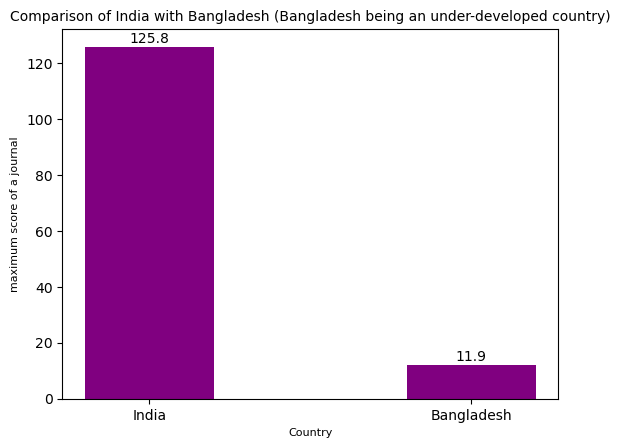 Comparison of India with Bangladesh (Bangladesh being an under-developed country)
125.8
11.9
maximum score of a journal
120
100
80
60
40
20
0
India
Bangladesh
Country